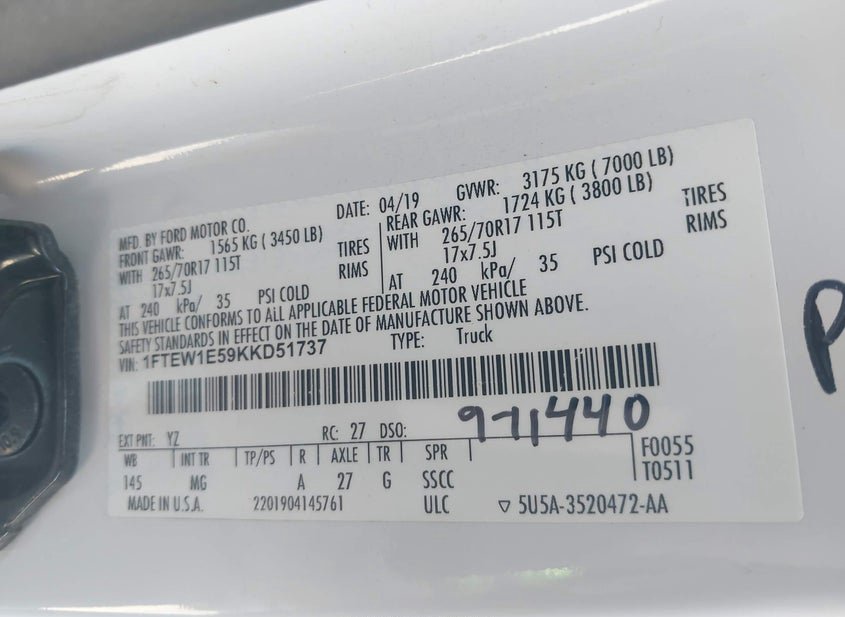 MFD. BY FORD MOTOR CO. DATE: 04/19 GVWR: 3175 KG ( 7000 LB)
FRONT GAWR: 1565 KG ( 3450 LB) REAR GAWR: 1724 KG ( 3800 LB)
WITH 265/70R17 115T TIRES WITH 265/70R17 115T TIRES
17x7.5J RIMS 17x7.5J RIMS
AT 240 kPa/ 35 PSI COLD AT 240 kPa/ 35 PSI COLD
THIS VEHICLE CONFORMS TO ALL APPLICABLE FEDERAL MOTOR VEHICLE
SAFETY STANDARDS IN EFFECT ON THE DATE OF MANUFACTURE SHOWN ABOVE.
VIN: 1FTEW1E59KKD51737 TYPE: Truck
EXT PNT: YZ RC: 27 DSO: 971440
WB INT TR TP/PS R AXLE TR SPR F0055
145 MG A 27 G SSCC T0511
MADE IN U.S.A. 2201904145761 ULC ▽ 5U5A-3520472-AA
P